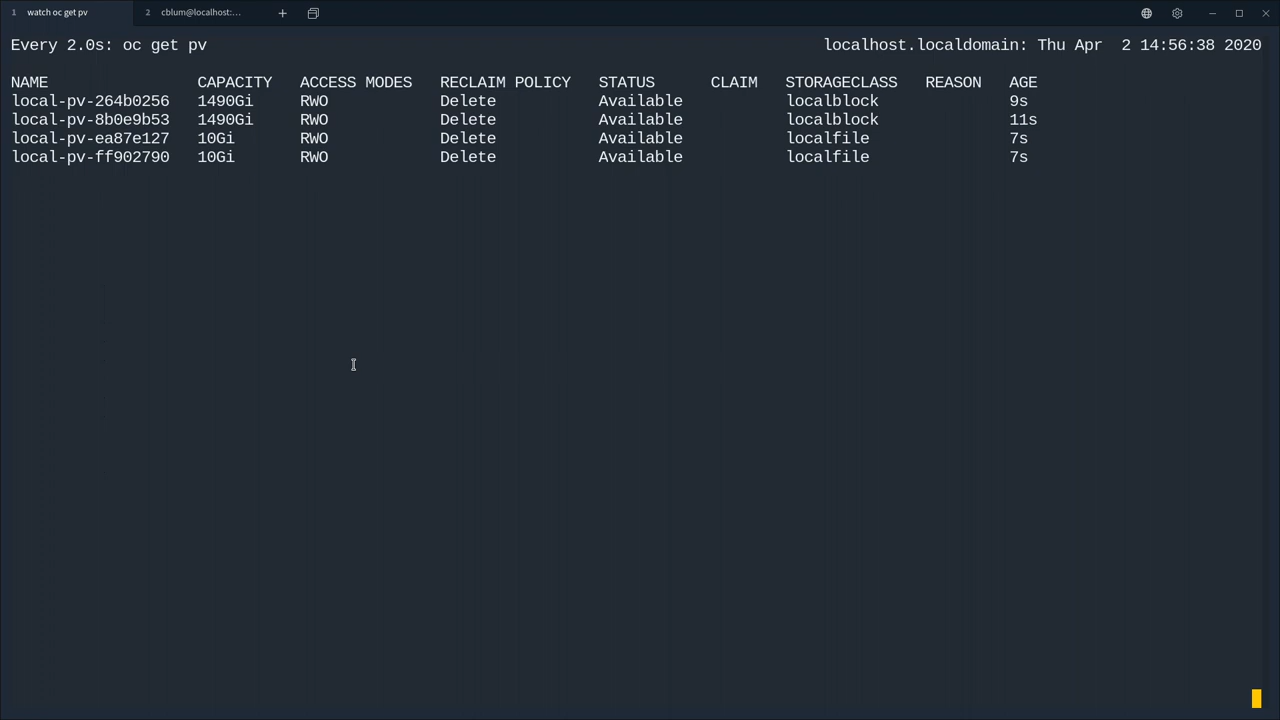 1 watch oc get pv 2 cblum@localhost:... +
Every 2.0s: oc get pv localhost.localdomain: Thu Apr  2 14:56:38 2020
NAME CAPACITY ACCESS MODES RECLAIM POLICY STATUS CLAIM STORAGECLASS REASON AGE
local-pv-264b0256 1490Gi RWO Delete Available localblock 9s
local-pv-8b0e9b53 1490Gi RWO Delete Available localblock 11s
local-pv-ea87e127 10Gi RWO Delete Available localfile 7s
local-pv-ff902790 10Gi RWO Delete Available localfile 7s